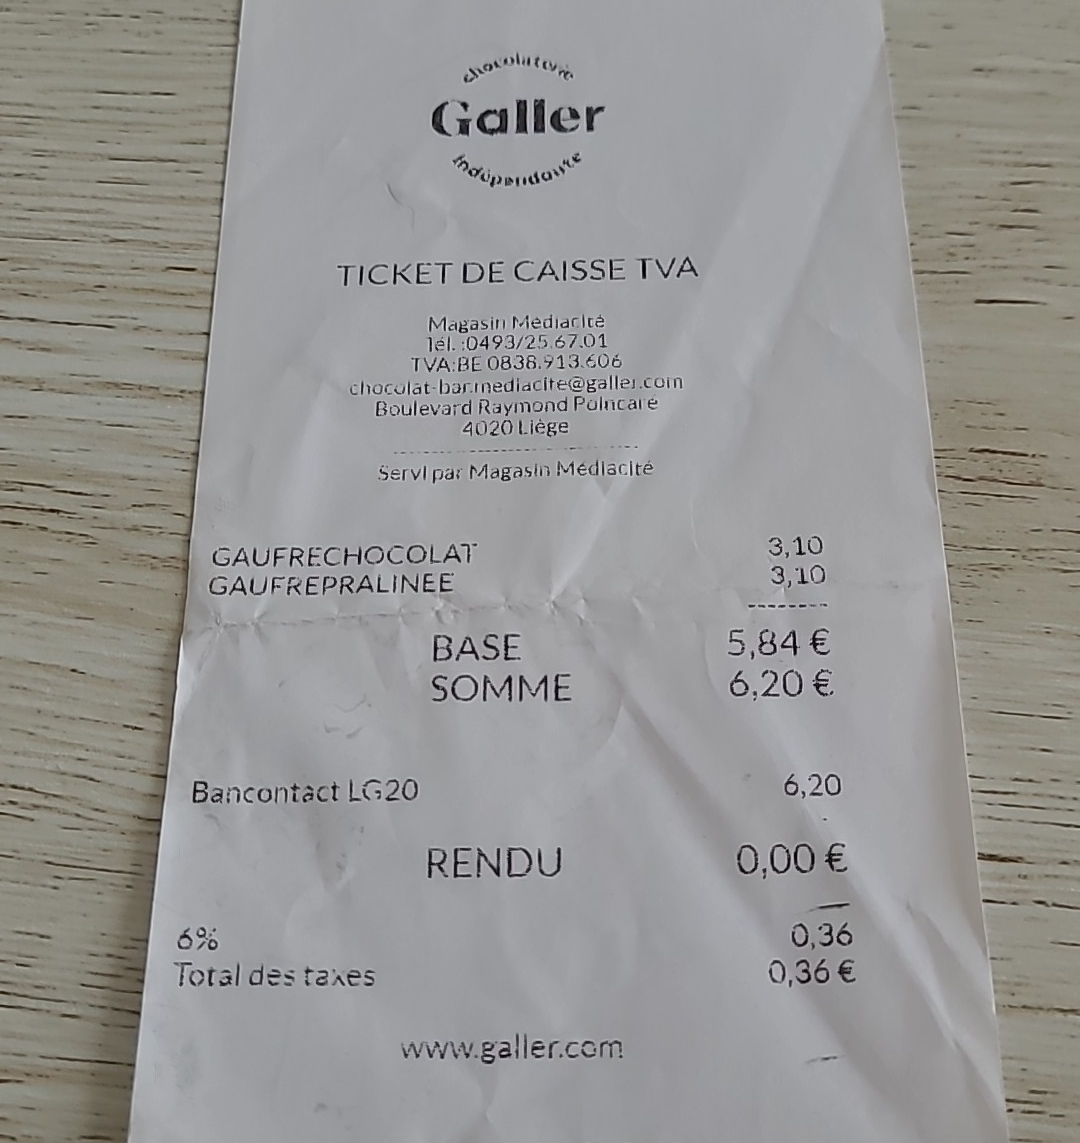 chocolaterie
Galler
indépendante
TICKET DE CAISSE TVA
Magasin Médiacité
Tél. :0493/25.67.01
TVA:BE 0838.913.606
chocolat-bar.mediacite@galler.com
Boulevard Raymond Poincaré
4020 Liège
Servi par Magasin Médiacité
GAUFRECHOCOLAT 3,10
GAUFREPRALINEE 3,10
--------
BASE 5,84 €
SOMME 6,20 €
Bancontact LG20 6,20
RENDU 0,00 €
6% 0,36
Total des taxes 0,36 €
www.galler.com